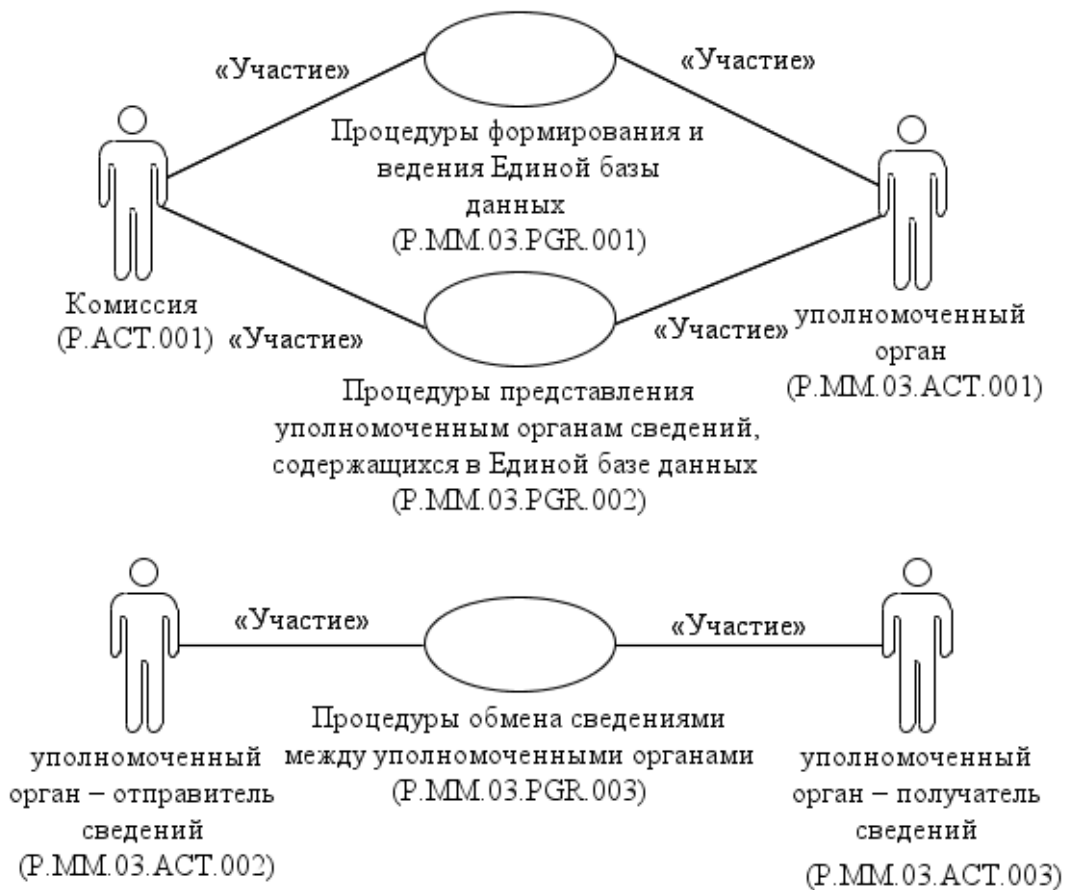 «Участие»
«Участие»
Процедуры формирования и
ведения Единой базы
данных
(P.MM.03.PGR.001)
Комиссия
(P.ACT.001)
уполномоченный
орган
(P.MM.03.ACT.001)
«Участие»
«Участие»
Процедуры представления
уполномоченным органам сведений,
содержащихся в Единой базе данных
(P.MM.03.PGR.002)
«Участие»
«Участие»
Процедуры обмена сведениями
между уполномоченными органами
(P.MM.03.PGR.003)
уполномоченный
орган – отправитель
сведений
(P.MM.03.ACT.002)
уполномоченный
орган – получатель
сведений
(P.MM.03.ACT.003)